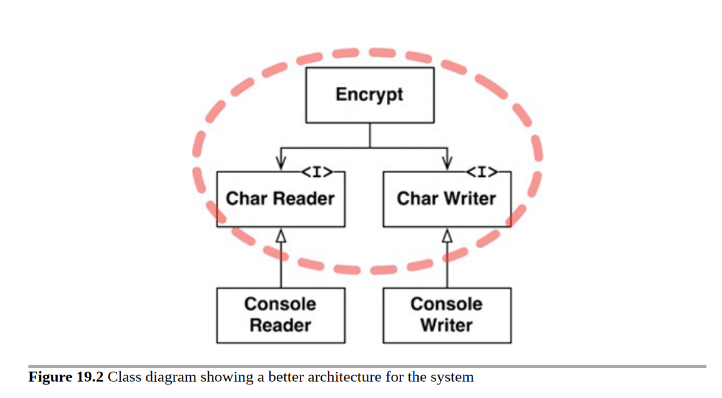 Encrypt
<I>
<I>
Char Reader
Char Writer
Console
Reader
Console
Writer
Figure 19.2 Class diagram showing a better architecture for the system